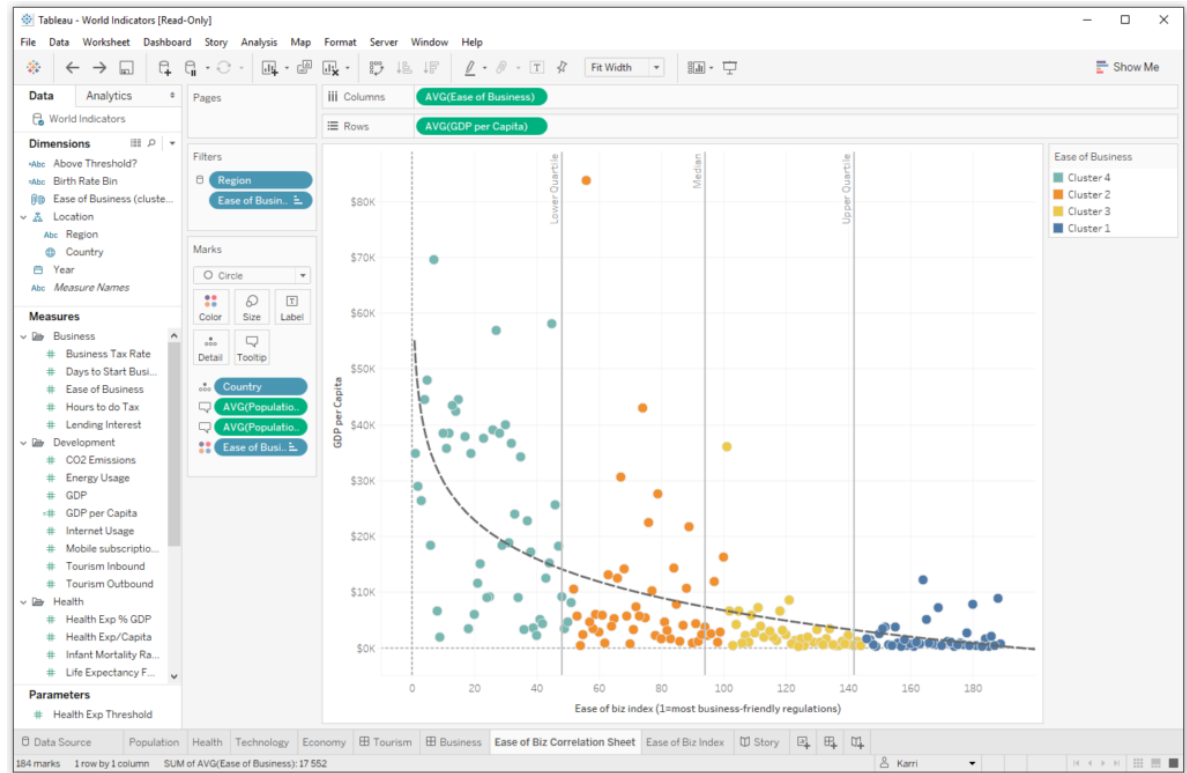 Tableau - World Indicators [Read-Only]
File Data Worksheet Dashboard Story Analysis Map Format Server Window Help
Fit Width
Show Me
Data Analytics
World Indicators
Dimensions
Abc Above Threshold?
Abc Birth Rate Bin
Ease of Business (cluste...
Location
Abc Region
Country
Year
Abc Measure Names
Measures
Business
Business Tax Rate
Days to Start Busi...
Ease of Business
Hours to do Tax
Lending Interest
Development
CO2 Emissions
Energy Usage
GDP
GDP per Capita
Internet Usage
Mobile subscriptio...
Tourism Inbound
Tourism Outbound
Health
Health Exp % GDP
Health Exp/Capita
Infant Mortality Ra...
Life Expectancy F...
Parameters
Health Exp Threshold
Pages
Filters
Region
Ease of Busin..
Marks
Circle
Color Size Label
Detail Tooltip
Country
AVG(Populatio..
AVG(Populatio..
Ease of Busi..
Columns AVG(Ease of Business)
Rows AVG(GDP per Capita)
Lower Quartile
Median
Upper Quartile
$80K
$70K
$60K
$50K
$40K
$30K
$20K
$10K
$0K
GDP per Capita
0 20 40 60 80 100 120 140 160 180
Ease of biz index (1=most business-friendly regulations)
Ease of Business
Cluster 4
Cluster 2
Cluster 3
Cluster 1
Data Source Population Health Technology Economy Tourism Business Ease of Biz Correlation Sheet Ease of Biz Index Story
184 marks 1 row by 1 column SUM of AVG(Ease of Business): 17 552 Karri